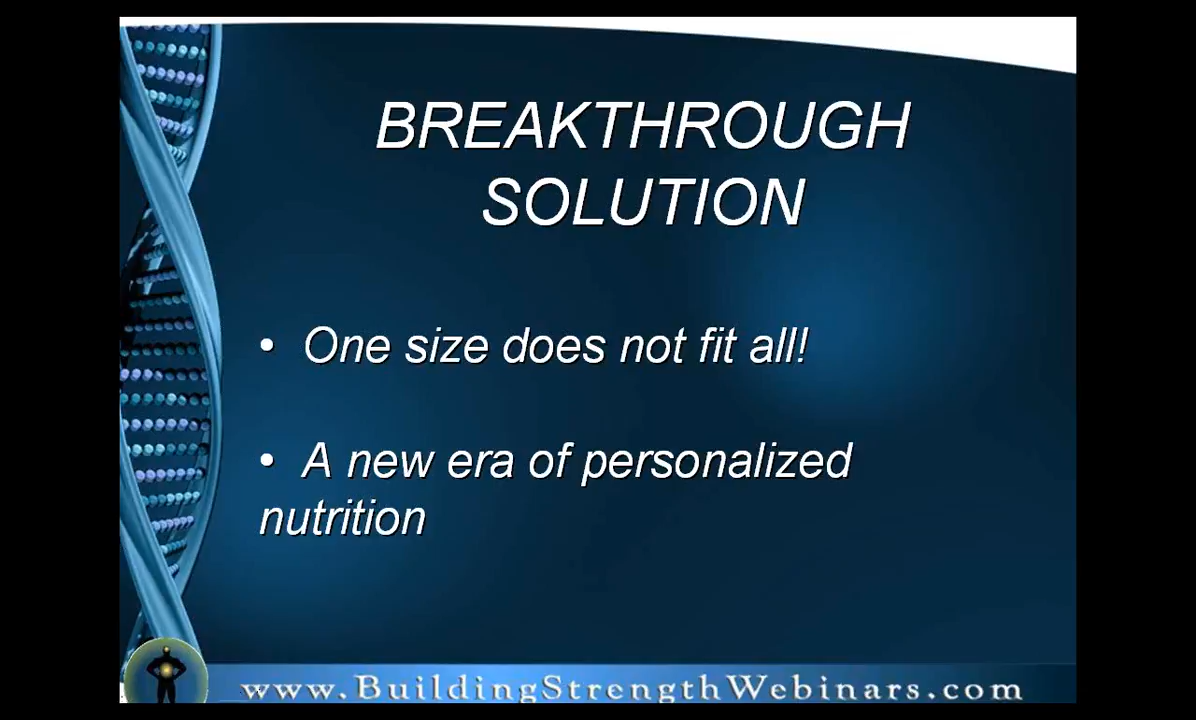 BREAKTHROUGH
SOLUTION
• One size does not fit all!
• A new era of personalized
nutrition
www.BuildingStrengthWebinars.com